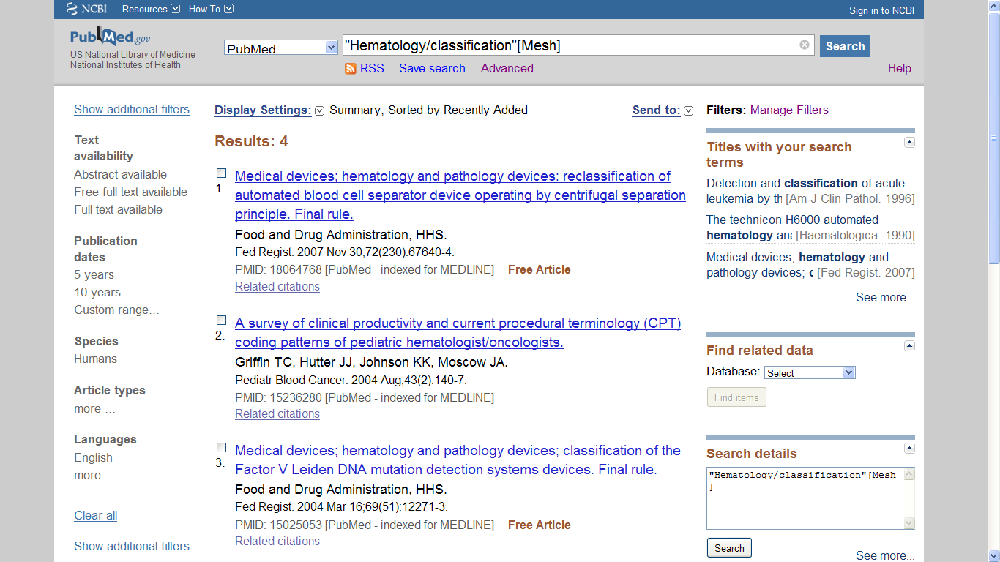 NCBI Resources How To Sign in to NCBI
PubMed.gov
US National Library of Medicine
National Institutes of Health
PubMed "Hematology/classification"[Mesh] Search
RSS Save search Advanced Help
Show additional filters
Text
availability
Abstract available
Free full text available
Full text available
Publication
dates
5 years
10 years
Custom range...
Species
Humans
Article types
more ...
Languages
English
more ...
Clear all
Show additional filters
Display Settings: Summary, Sorted by Recently Added Send to:
Results: 4
1. Medical devices; hematology and pathology devices: reclassification of
automated blood cell separator device operating by centrifugal separation
principle. Final rule.
Food and Drug Administration, HHS.
Fed Regist. 2007 Nov 30;72(230):67640-4.
PMID: 18064768 [PubMed - indexed for MEDLINE] Free Article
Related citations
2. A survey of clinical productivity and current procedural terminology (CPT)
coding patterns of pediatric hematologist/oncologists.
Griffin TC, Hutter JJ, Johnson KK, Moscow JA.
Pediatr Blood Cancer. 2004 Aug;43(2):140-7.
PMID: 15236280 [PubMed - indexed for MEDLINE]
Related citations
3. Medical devices; hematology and pathology devices; classification of the
Factor V Leiden DNA mutation detection systems devices. Final rule.
Food and Drug Administration, HHS.
Fed Regist. 2004 Mar 16;69(51):12271-3.
PMID: 15025053 [PubMed - indexed for MEDLINE] Free Article
Related citations
Filters: Manage Filters
Titles with your search
terms
Detection and classification of acute
leukemia by th [Am J Clin Pathol. 1996]
The technicon H6000 automated
hematology ana [Haematologica. 1990]
Medical devices; hematology and
pathology devices; c [Fed Regist. 2007]
See more...
Find related data
Database: Select
Find items
Search details
"Hematology/classification"[Mesh
]
Search
See more...